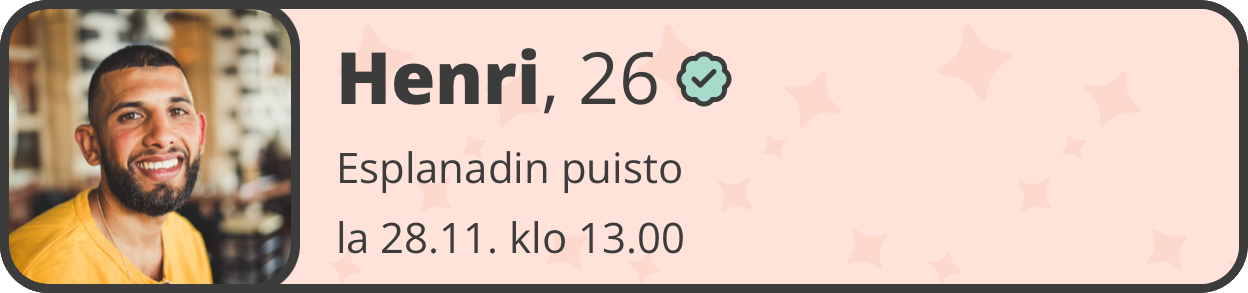 Henri, 26
Esplanadin puisto
la 28.11. klo 13.00